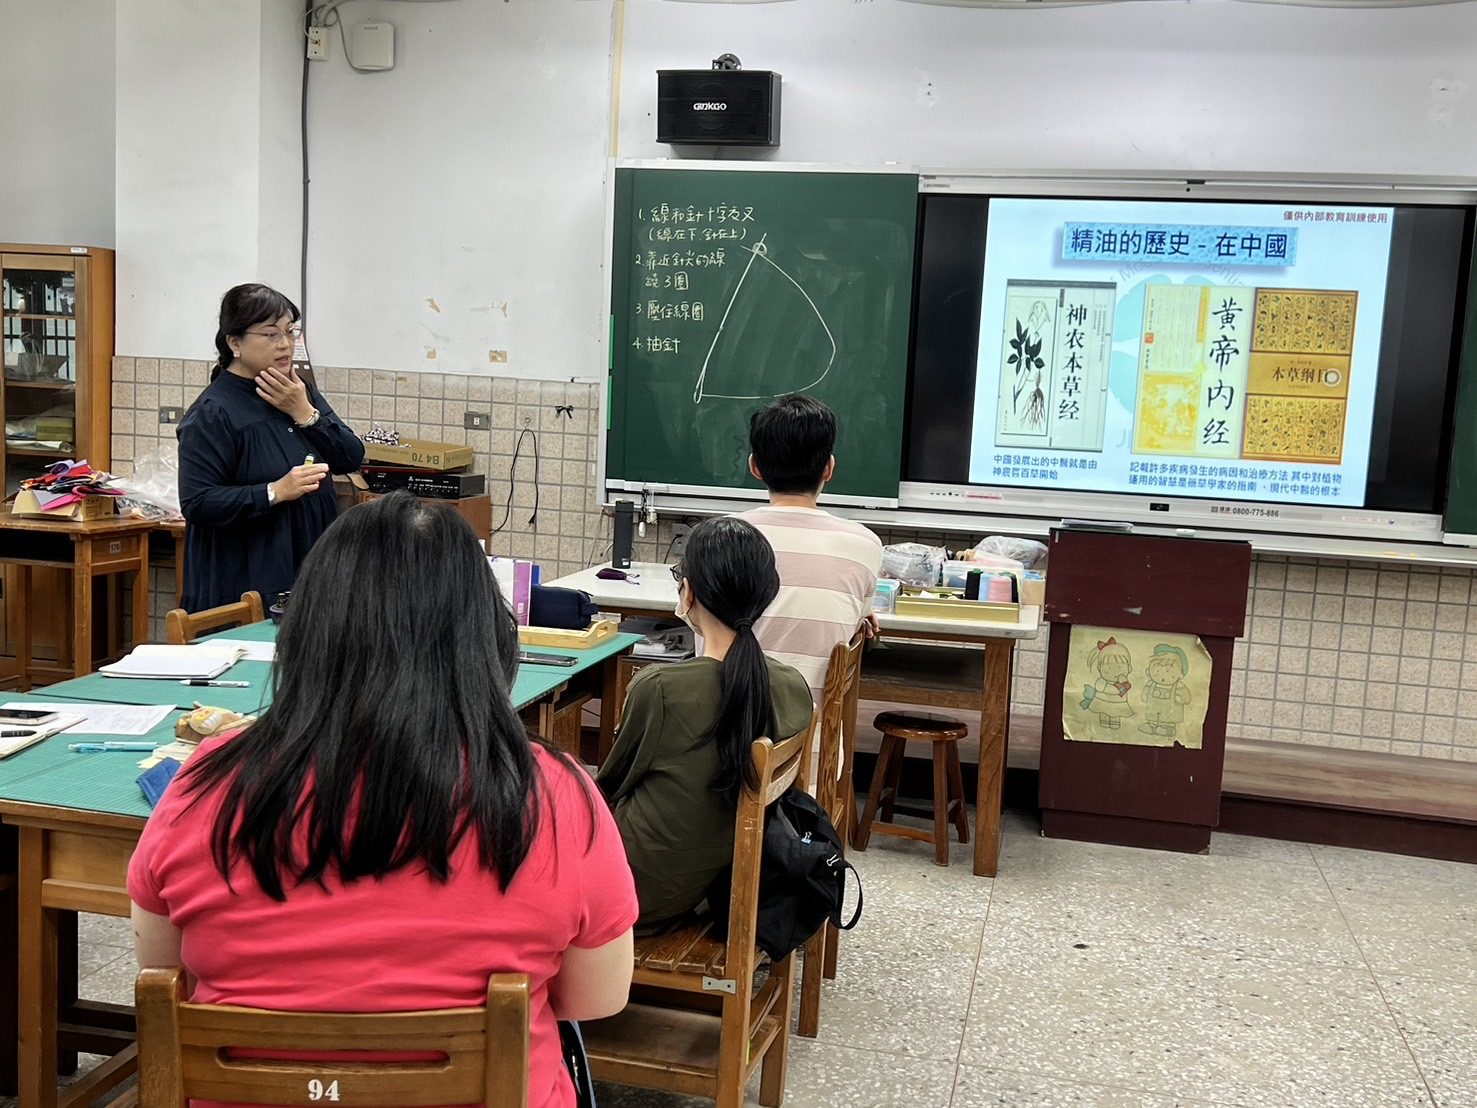 GINKGO
1. 線和針十字交叉
(線在下.針在上)
2. 靠近針尖的線
繞3圈
3. 壓住線圈
4. 抽針
僅供內部教育訓練使用
精油的歷史 - 在中國
神农本草经
黄帝内经
本草纲目
中國發展出的中醫就是由
神農嚐百草開始
記載許多疾病發生的病因和治療方法 其中對植物
運用的智慧是藥草學家的指南 、現代中醫的根本
0800-775-886
B4 70
178
94